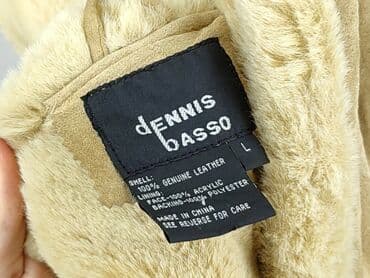 dENNIS
bASSO
L
SHELL:
100% GENUINE LEATHER
LINING:
FACE-100% ACRYLIC
BACKING-100% POLYESTER
MADE IN CHINA
SEE REVERSE FOR CARE